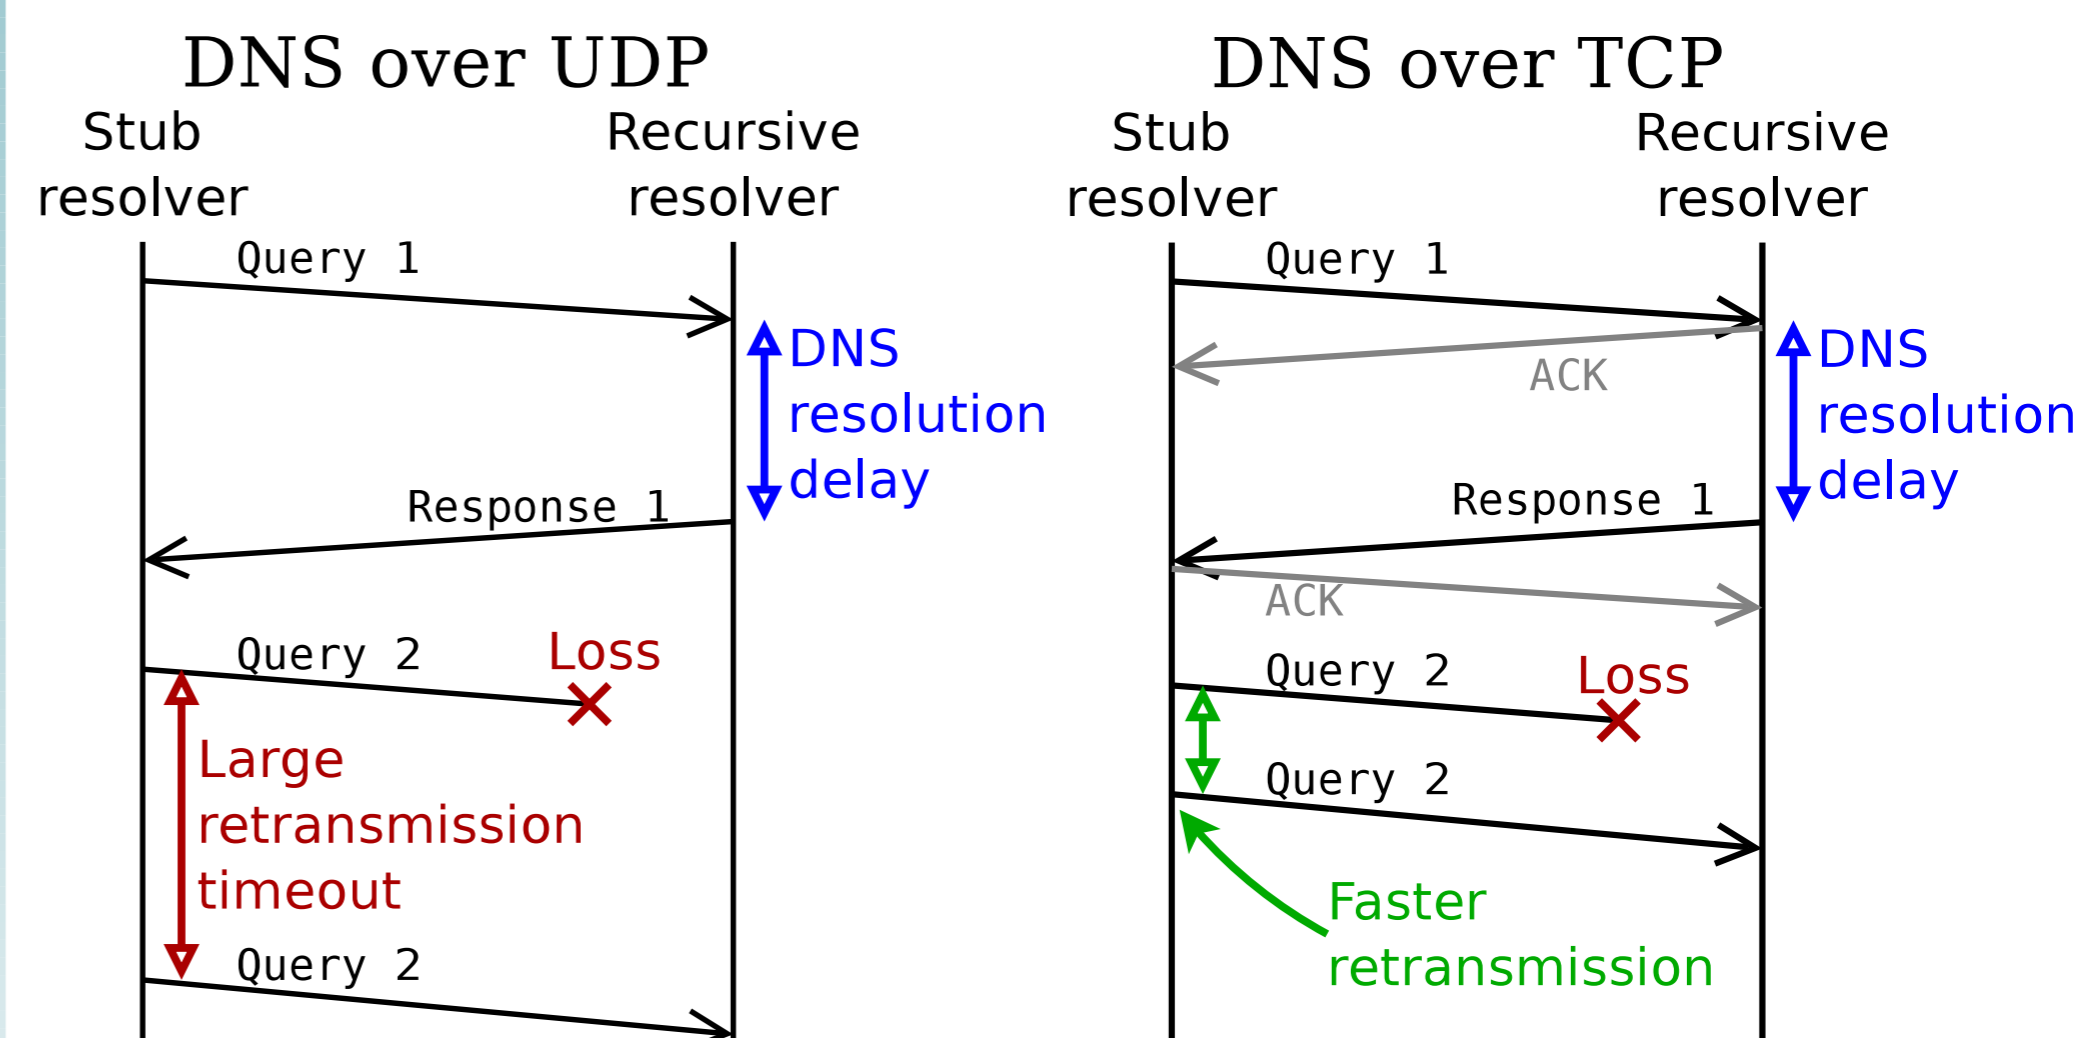 DNS over UDP
Stub
resolver
Recursive
resolver
Query 1
DNS
resolution
delay
Response 1
Query 2
Loss
Large
retransmission
timeout
Query 2
DNS over TCP
Stub
resolver
Recursive
resolver
Query 1
ACK
DNS
resolution
delay
Response 1
ACK
Query 2
Loss
Query 2
Faster
retransmission